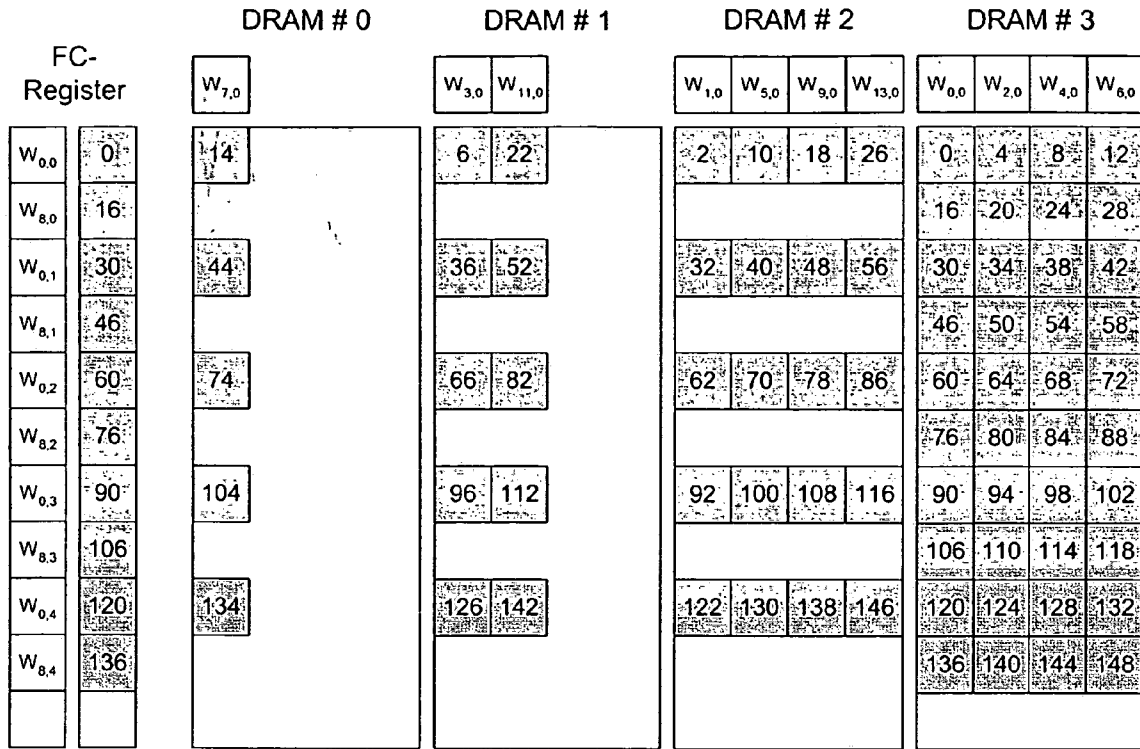 DRAM # 0 DRAM # 1 DRAM # 2 DRAM # 3
FC-
Register
W7,0 W3,0 W11,0 W1,0 W5,0 W9,0 W13,0 W0,0 W2,0 W4,0 W6,0
W0,0 0 14 6 22 2 10 18 26 0 4 8 12
W8,0 16 16 20 24 28
W0,1 30 44 36 52 32 40 48 56 30 34 38 42
W8,1 46 46 50 54 58
W0,2 60 74 66 82 62 70 78 86 60 64 68 72
W8,2 76 76 80 84 88
W0,3 90 104 96 112 92 100 108 116 90 94 98 102
W8,3 106 106 110 114 118
W0,4 120 134 126 142 122 130 138 146 120 124 128 132
W8,4 136 136 140 144 148